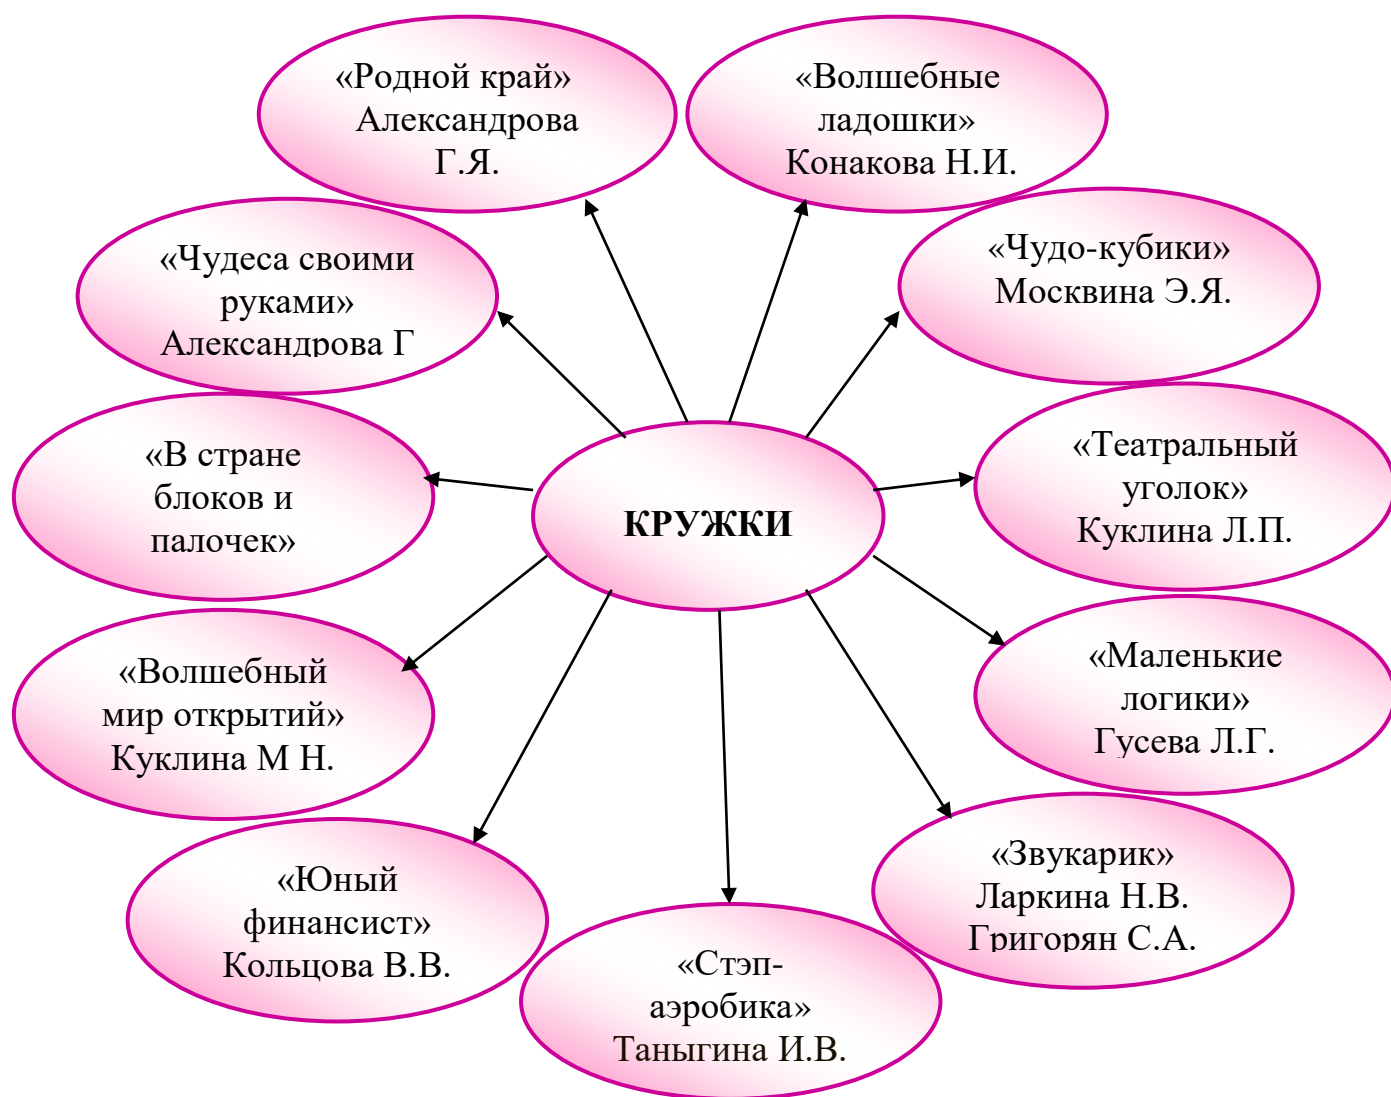 «Родной край»
Александрова
Г.Я.
«Волшебные
ладошки»
Конакова Н.И.
«Чудеса своими
руками»
Александрова Г
«Чудо-кубики»
Москвина Э.Я.
«В стране
блоков и
палочек»
КРУЖКИ
«Театральный
уголок»
Куклина Л.П.
«Волшебный
мир открытий»
Куклина М Н.
«Маленькие
логики»
Гусева Л.Г.
«Юный
финансист»
Кольцова В.В.
«Стэп-
аэробика»
Таныгина И.В.
«Звукарик»
Ларкина Н.В.
Григорян С.А.